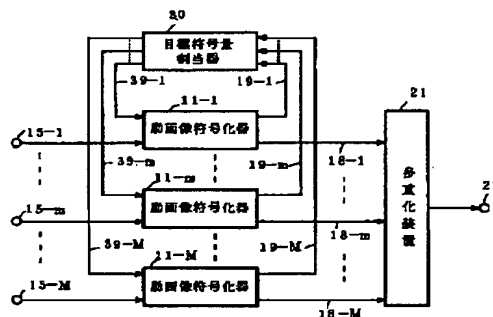 30
目標符号量
割当器
39-1
19-1
11-1
21
動画像符号化器
15-1
18-1
39-m
19-m
11-m
動画像符号化器
15-m
18-m
多重化装置
39-M
19-M
11-M
動画像符号化器
15-M
18-M